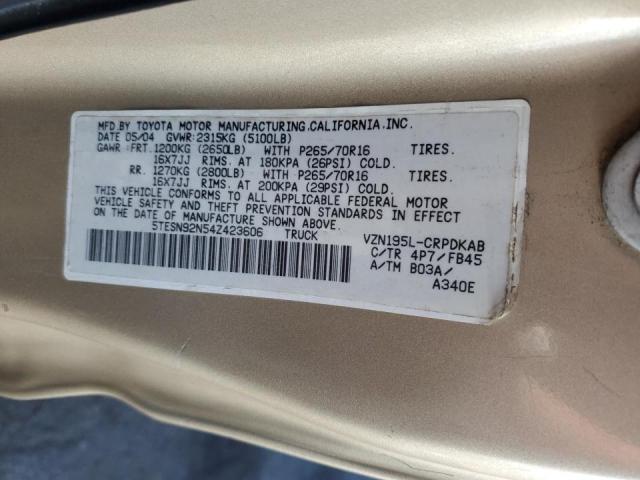 MFD.BY TOYOTA MOTOR MANUFACTURING,CALIFORNIA,INC.
DATE 05/04 GVWR:2315KG (5100LB)
GAWR: FRT.1200KG (2650LB) WITH P265/70R16 TIRES.
16X7JJ RIMS. AT 180KPA (26PSI) COLD.
RR. 1270KG (2800LB) WITH P265/70R16 TIRES.
16X7JJ RIMS. AT 200KPA (29PSI) COLD.
THIS VEHICLE CONFORMS TO ALL APPLICABLE FEDERAL MOTOR
VEHICLE SAFETY AND THEFT PREVENTION STANDARDS IN EFFECT
ON THE DATE OF MANUFACTURE SHOWN ABOVE.
5TESN92N54Z423606 TRUCK
VZN195L-CRPDKAB
C/TR 4P7/FB45
A/TM B03A/
A340E